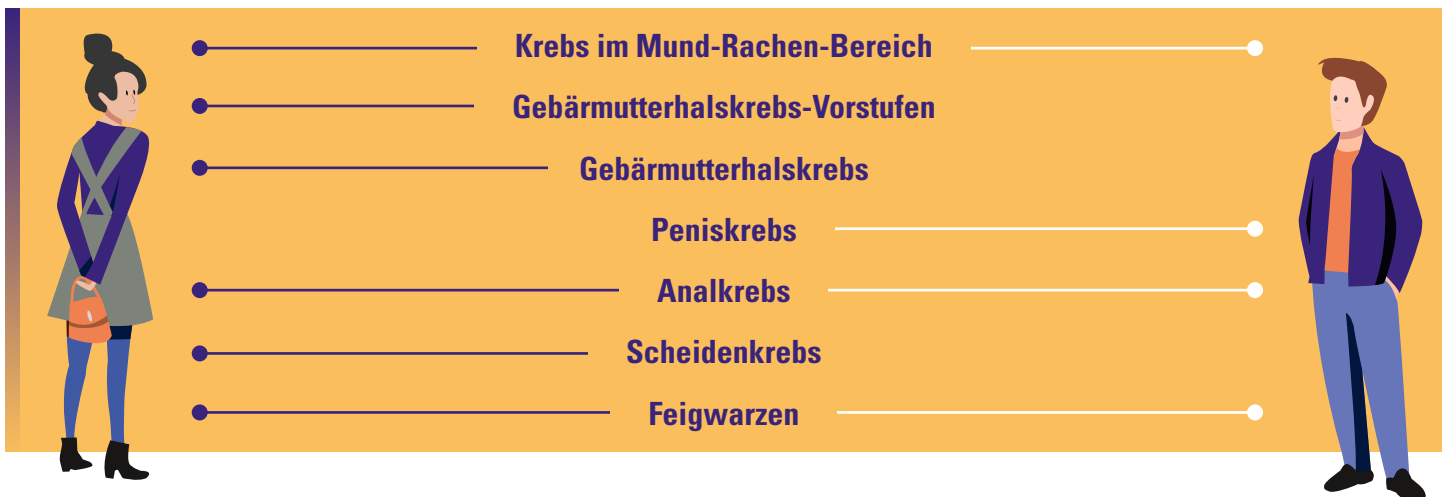 Krebs im Mund-Rachen-Bereich
Gebärmutterhalskrebs-Vorstufen
Gebärmutterhalskrebs
Peniskrebs
Analkrebs
Scheidenkrebs
Feigwarzen